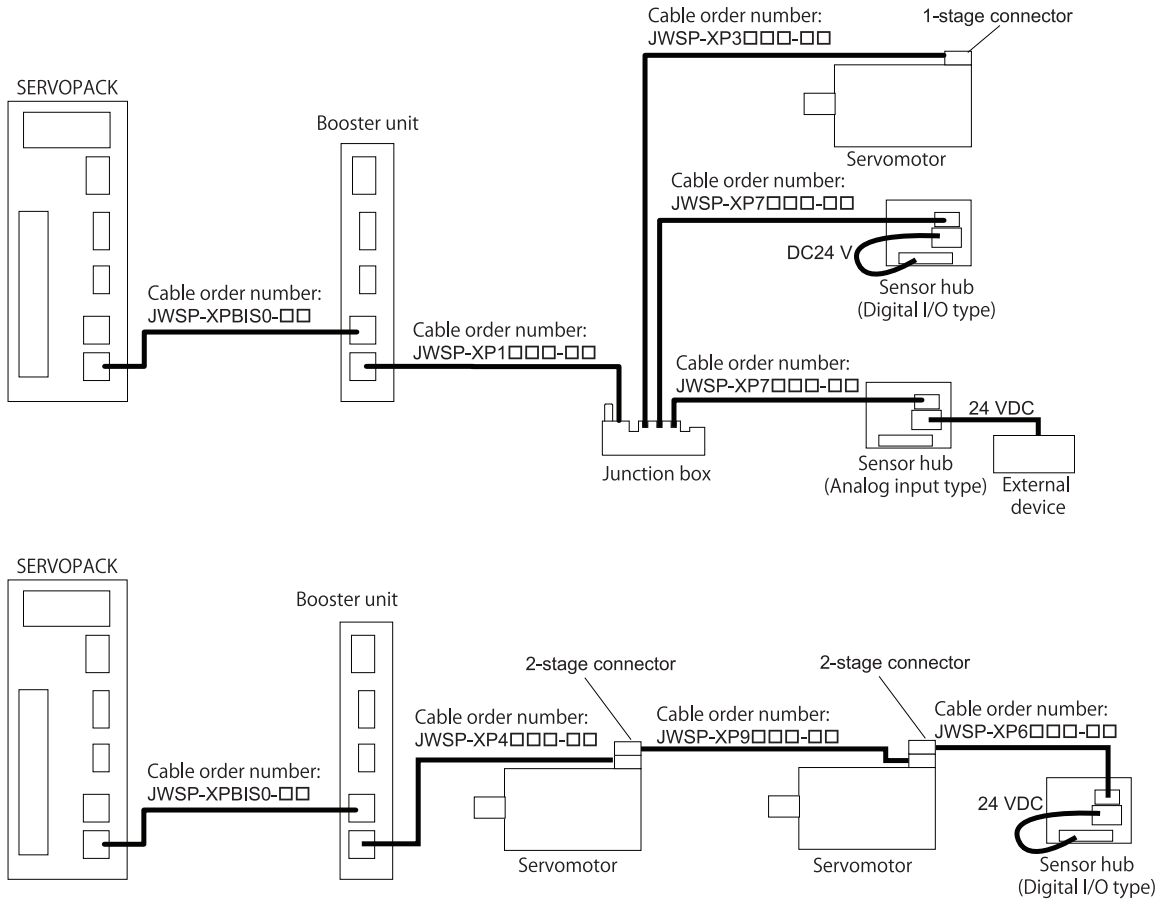 Cable order number:
JWSP-XP3□□□-□□
1-stage connector
SERVOPACK
Booster unit
Servomotor
Cable order number:
JWSP-XP7□□□-□□
DC24 V
Sensor hub
(Digital I/O type)
Cable order number:
JWSP-XPBIS0-□□
Cable order number:
JWSP-XP1□□□-□□
Cable order number:
JWSP-XP7□□□-□□
24 VDC
Junction box
Sensor hub
(Analog input type)
External
device
SERVOPACK
Booster unit
2-stage connector
2-stage connector
Cable order number:
JWSP-XP4□□□-□□
Cable order number:
JWSP-XP9□□□-□□
Cable order number:
JWSP-XP6□□□-□□
Cable order number:
JWSP-XPBIS0-□□
24 VDC
Servomotor
Servomotor
Sensor hub
(Digital I/O type)